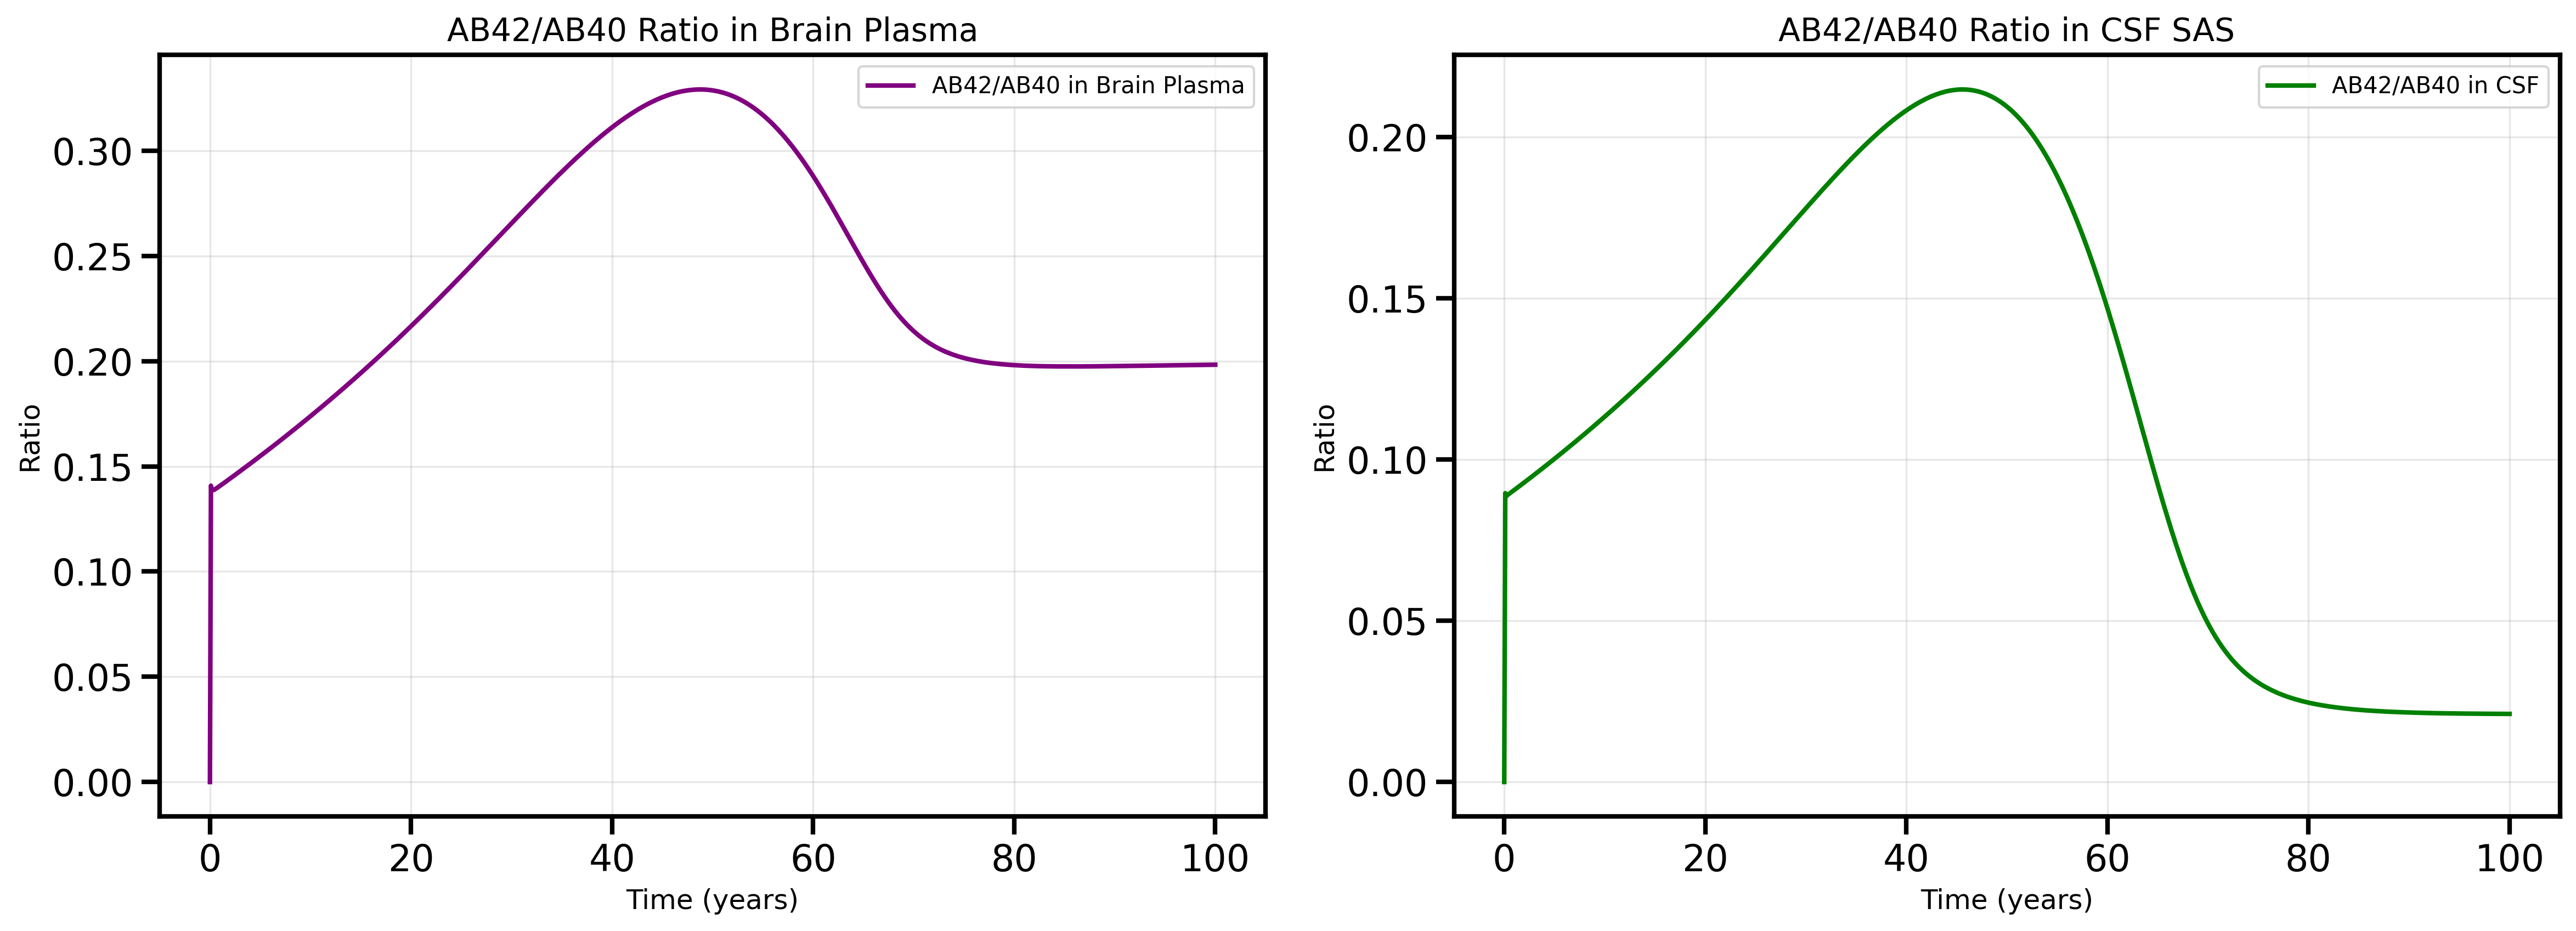 AB42/AB40 Ratio in Brain Plasma
AB42/AB40 in Brain Plasma
Ratio
0.30
0.25
0.20
0.15
0.10
0.05
0.00
0 20 40 60 80 100
Time (years)
AB42/AB40 Ratio in CSF SAS
AB42/AB40 in CSF
Ratio
0.20
0.15
0.10
0.05
0.00
0 20 40 60 80 100
Time (years)